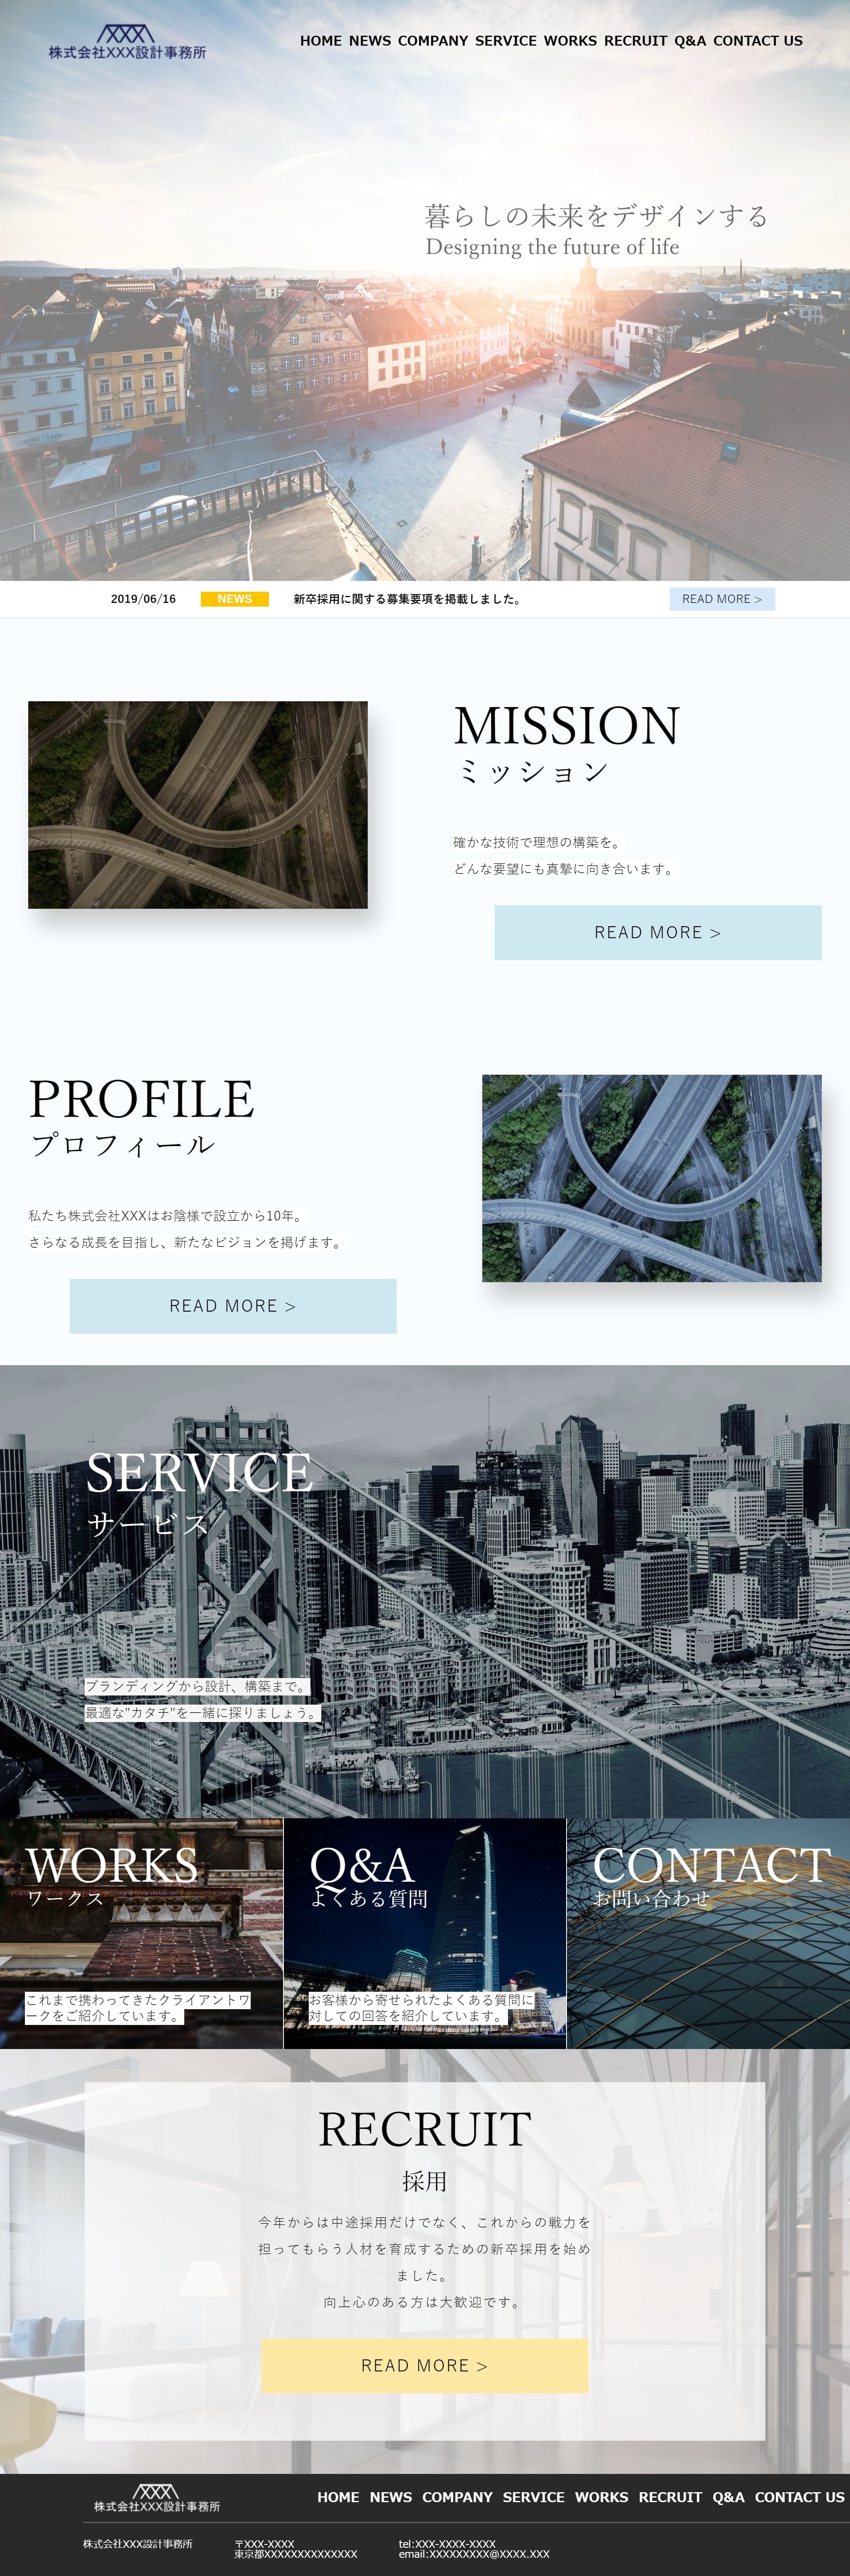 株式会社XXX設計事務所
HOME NEWS COMPANY SERVICE WORKS RECRUIT Q&A CONTACT US
暮らしの未来をデザインする
Designing the future of life
2019/06/16 NEWS 新卒採用に関する募集要項を掲載しました。 READ MORE >
MISSION
ミッション
確かな技術で理想の構築を。
どんな要望にも真摯に向き合います。
READ MORE >
PROFILE
プロフィール
私たち株式会社XXXはお陰様で設立から10年。
さらなる成長を目指し、新たなビジョンを掲げます。
READ MORE >
SERVICE
サービス
ブランディングから設計、構築まで。
最適な"カタチ"を一緒に探りましょう。
WORKS
ワークス
これまで携わってきたクライアントワ
ークをご紹介しています。
Q&A
よくある質問
お客様から寄せられたよくある質問に
対しての回答を紹介しています。
CONTACT
お問い合わせ
RECRUIT
採用
今年からは中途採用だけでなく、これからの戦力を
担ってもらう人材を育成するための新卒採用を始め
ました。
向上心のある方は大歓迎です。
READ MORE >
株式会社XXX設計事務所
HOME NEWS COMPANY SERVICE WORKS RECRUIT Q&A CONTACT US
株式会社XXX設計事務所
〒XXX-XXXX
東京都XXXXXXXXXXXXXX
tel:XXX-XXXX-XXXX
email:XXXXXXXXX@XXXX.XXX